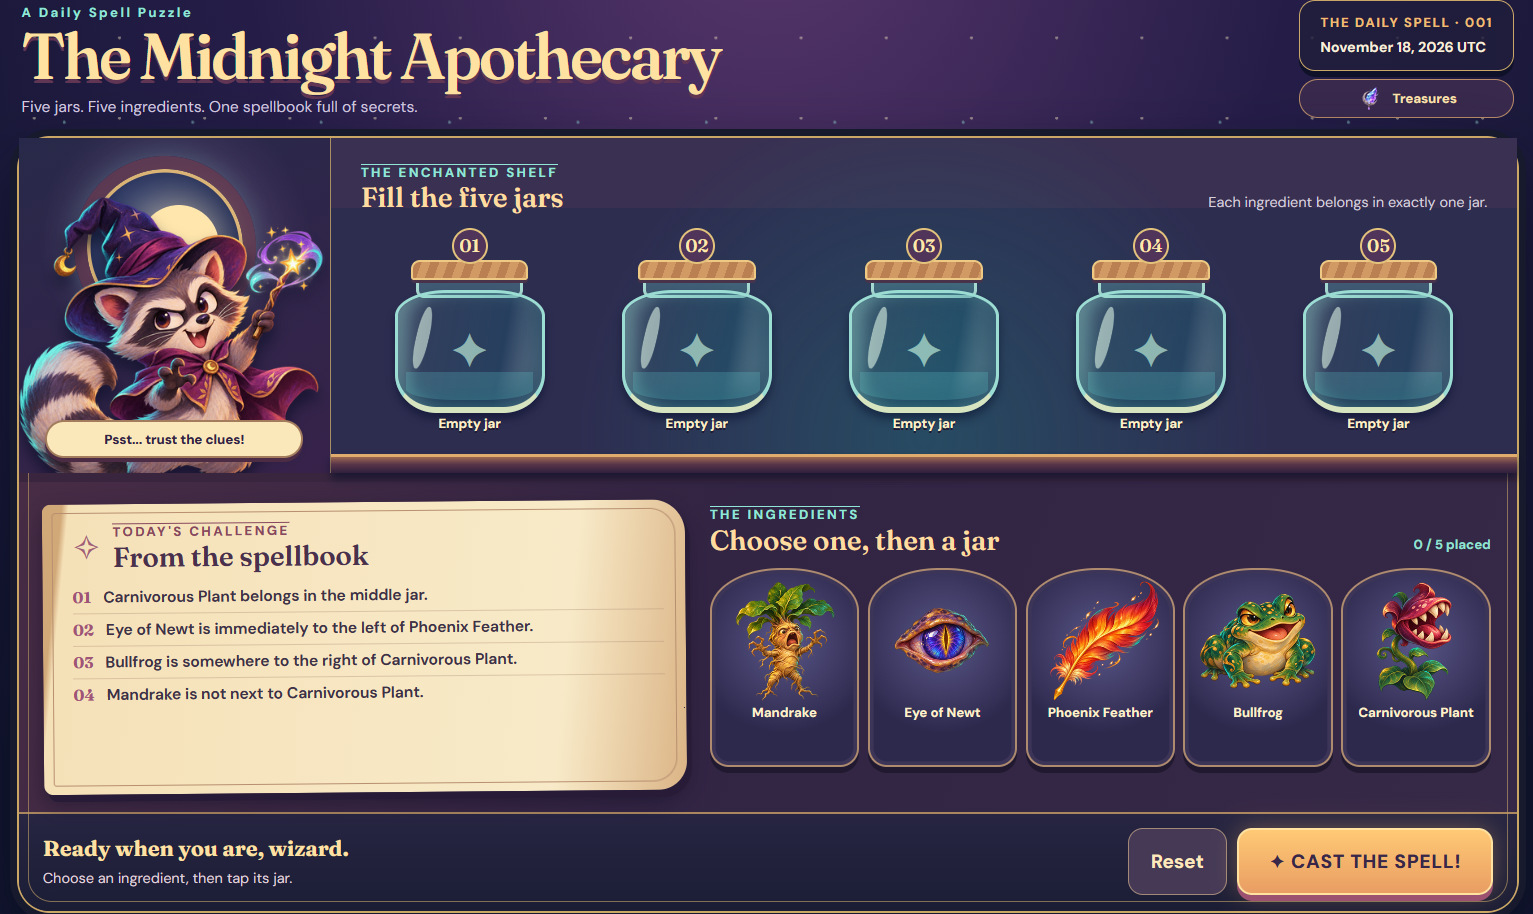 A Daily Spell Puzzle
The Midnight Apothecary
Five jars. Five ingredients. One spellbook full of secrets.
THE DAILY SPELL · 001
November 18, 2026 UTC
Treasures
THE ENCHANTED SHELF
Fill the five jars
Each ingredient belongs in exactly one jar.
01
02
03
04
05
Empty jar
Empty jar
Empty jar
Empty jar
Empty jar
Psst... trust the clues!
TODAY'S CHALLENGE
From the spellbook
01 Carnivorous Plant belongs in the middle jar.
02 Eye of Newt is immediately to the left of Phoenix Feather.
03 Bullfrog is somewhere to the right of Carnivorous Plant.
04 Mandrake is not next to Carnivorous Plant.
THE INGREDIENTS
Choose one, then a jar
0 / 5 placed
Mandrake
Eye of Newt
Phoenix Feather
Bullfrog
Carnivorous Plant
Ready when you are, wizard.
Choose an ingredient, then tap its jar.
Reset
✦ CAST THE SPELL!